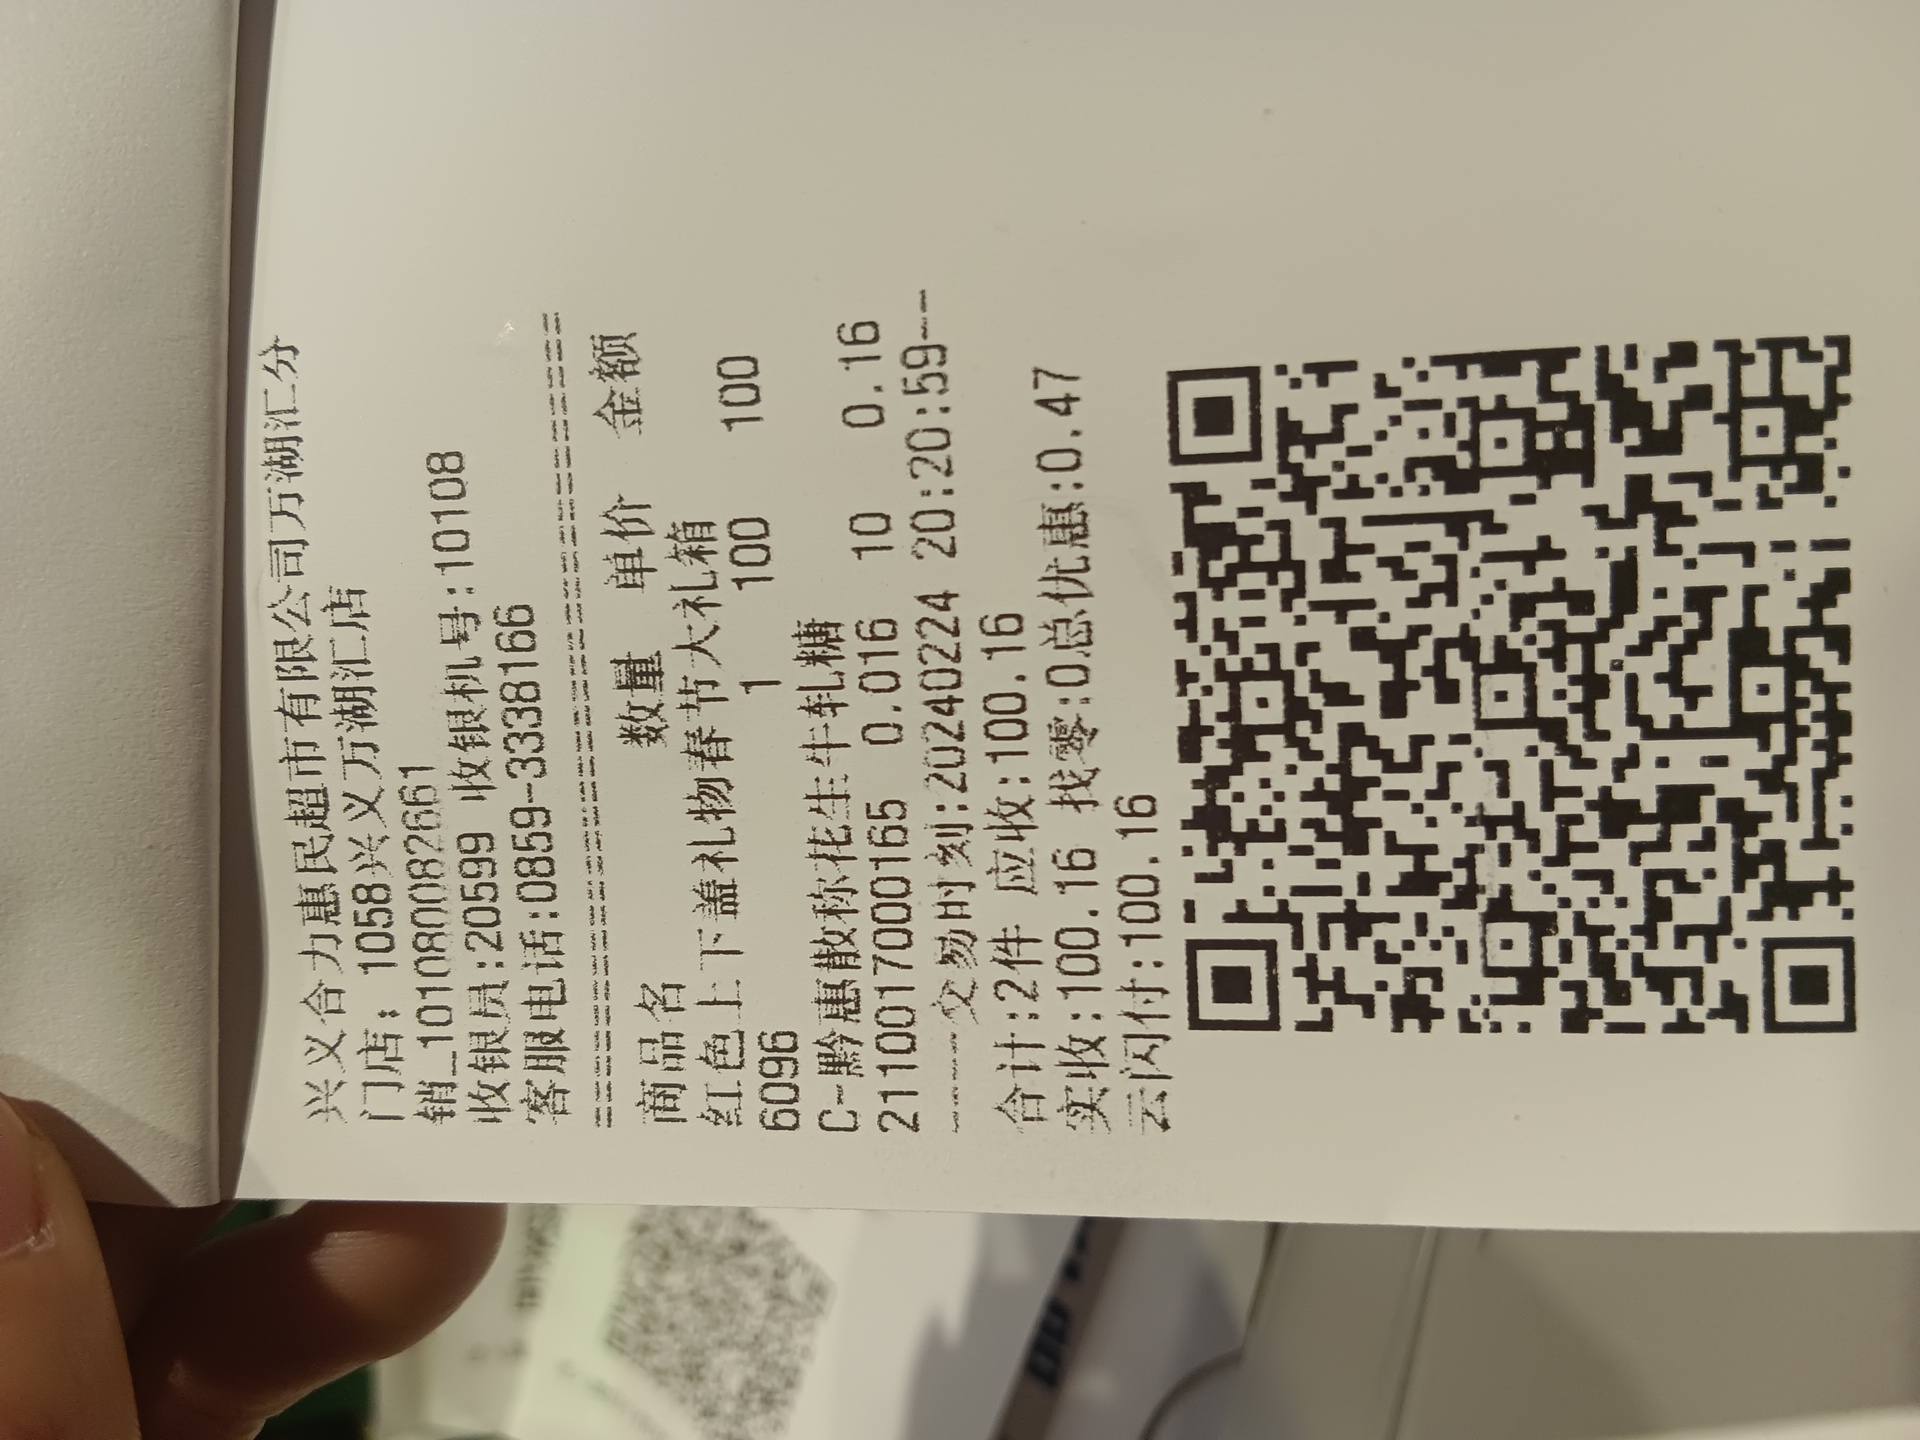 兴义合力惠民超市有限公司万湖汇分
门店：1058兴义万湖汇店
销_101080082661
收银员:20599 收银机号:10108
客服电话:0859-3338166
商品名 数量 单价 金额
红色上下盖礼物春节大礼箱
6096 1 100 100
C-黔惠散称花生牛轧糖
2110017000165 0.016 10 0.16
-----交易时刻:20240224 20:20:59--
合计:2件 应收:100.16
实收:100.16 找零:0总优惠:0.47
云闪付:100.16